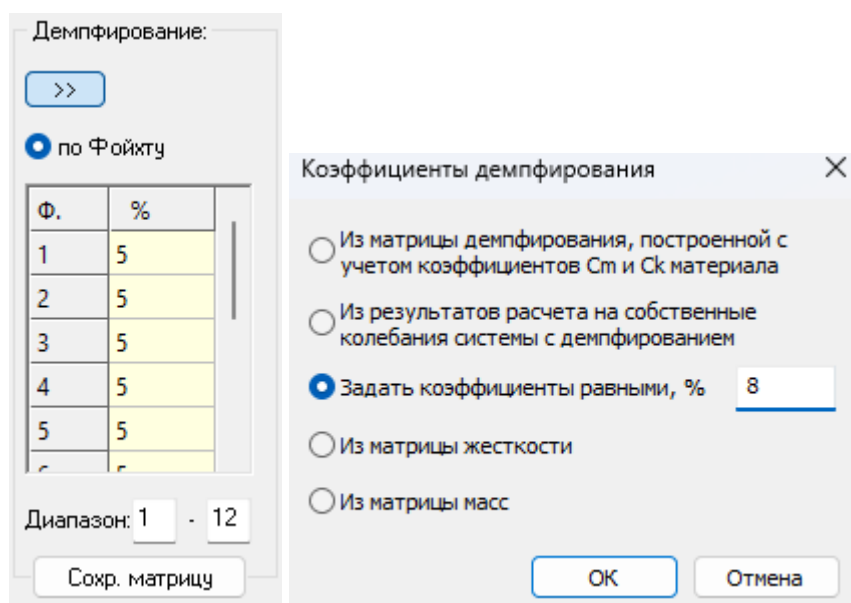 Демпфирование:
>>
по Фойхту
Ф. %
1 5
2 5
3 5
4 5
5 5
Диапазон: 1 - 12
Сохр. матрицу
Коэффициенты демпфирования
Из матрицы демпфирования, построенной с
учетом коэффициентов Cm и Ck материала
Из результатов расчета на собственные
колебания системы с демпфированием
Задать коэффициенты равными, % 8
Из матрицы жесткости
Из матрицы масс
ОК Отмена